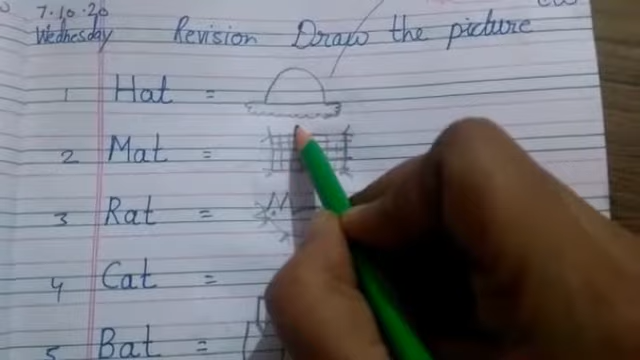 7.10.20
Wednesday Revision Draw the picture
1 Hat =
2 Mat =
3 Rat =
4 Cat =
5 Bat =